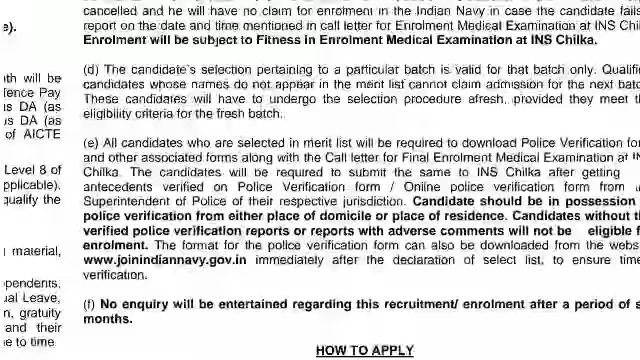 e).
nth will be
fence Pay
is DA (as
us DA (as
of AICTE
Level 8 of
pplicable).
qualify the
material,
ependents,
ual Leave,
n, gratuity
and their
ne to time
cancelled and he will have no claim for enrolment in the Indian Navy in case the candidate fails
report on the date and time mentioned in call letter for Enrolment Medical Examination at INS Chil
Enrolment will be subject to Fitness in Enrolment Medical Examination at INS Chilka.
(d) The candidate's selection pertaining to a particular batch is valid for that batch only. Qualifi
candidates whose names do not appear in the merit list cannot claim admission for the next batc
These candidates will have to undergo the selection procedure afresh, provided they meet t
eligibility criteria for the fresh batch.
(e) All candidates who are selected in merit list will be required to download Police Verification for
and other associated forms along with the Call letter for Final Enrolment Medical Examination at IN
Chilka. The candidates will be required to submit the same to INS Chilka after getting
antecedents verified on Police Verification form / Online police verification form from
Superintendent of Police of their respective jurisdiction. Candidate should be in possession
police verification from either place of domicile or place of residence. Candidates without t
verified police verification reports or reports with adverse comments will not be eligible f
enrolment. The format for the police verification form can also be downloaded from the webs
www.joinindiannavy.gov.in immediately after the declaration of select list, to ensure time
verification.
(f) No enquiry will be entertained regarding this recruitment/ enrolment after a period of s
months.
HOW TO APPLY